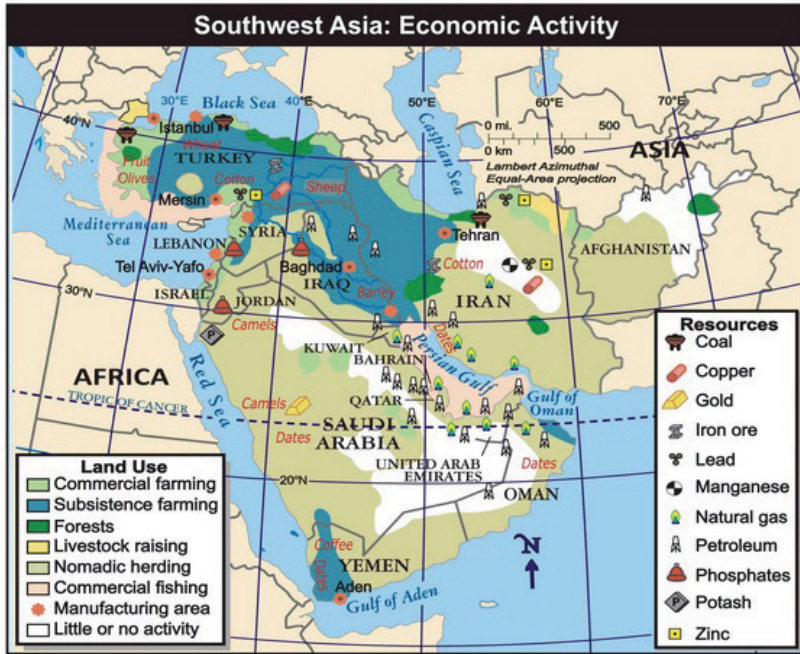 Southwest Asia: Economic Activity
30°E
Black Sea
40°E
50°E
60°E
70°E
40°N
Istanbul
Caspian Sea
0 mi.
500
0 km
500
Lambert Azimuthal
Equal-Area projection
ASIA
Wheat
TURKEY
Fruit
Olives
Cotton
Sheep
Mersin
Mediterranean
Sea
SYRIA
LEBANON
Tehran
AFGHANISTAN
Tel Aviv-Yafo
Baghdad
IRAQ
Cotton
ISRAEL
JORDAN
Barley
IRAN
30°N
Camels
KUWAIT
BAHRAIN
Persian Gulf
Dates
AFRICA
Red Sea
TROPIC OF CANCER
QATAR
Gulf of
Oman
Camels
SAUDI
ARABIA
Dates
UNITED ARAB
EMIRATES
Dates
20°N
OMAN
Coffee
Dates
YEMEN
Aden
Gulf of Aden
N
Land Use
Commercial farming
Subsistence farming
Forests
Livestock raising
Nomadic herding
Commercial fishing
Manufacturing area
Little or no activity
Resources
Coal
Copper
Gold
Iron ore
Lead
Manganese
Natural gas
Petroleum
Phosphates
P
Potash
Zinc
P